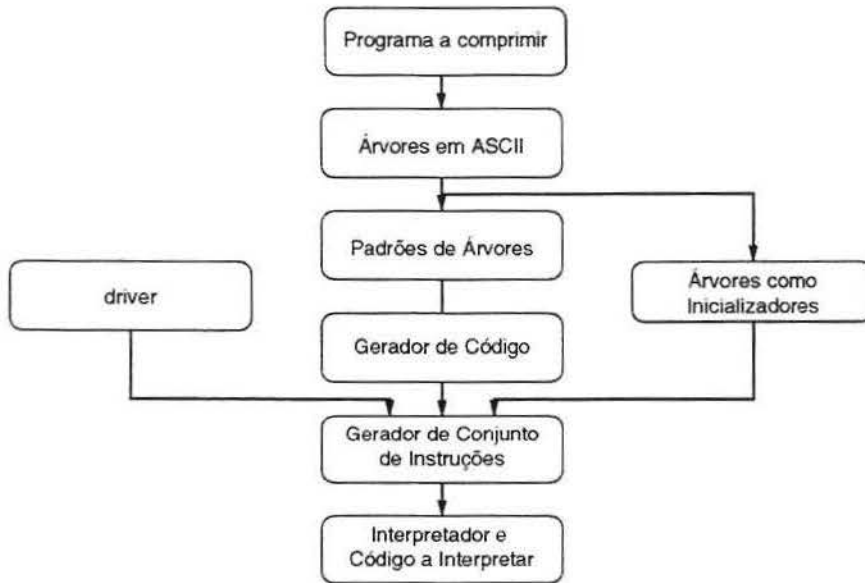 Programa a comprimir
Árvores em ASCII
Padrões de Árvores
driver
Árvores como
Inicializadores
Gerador de Código
Gerador de Conjunto
de Instruções
Interpretador e
Código a Interpretar